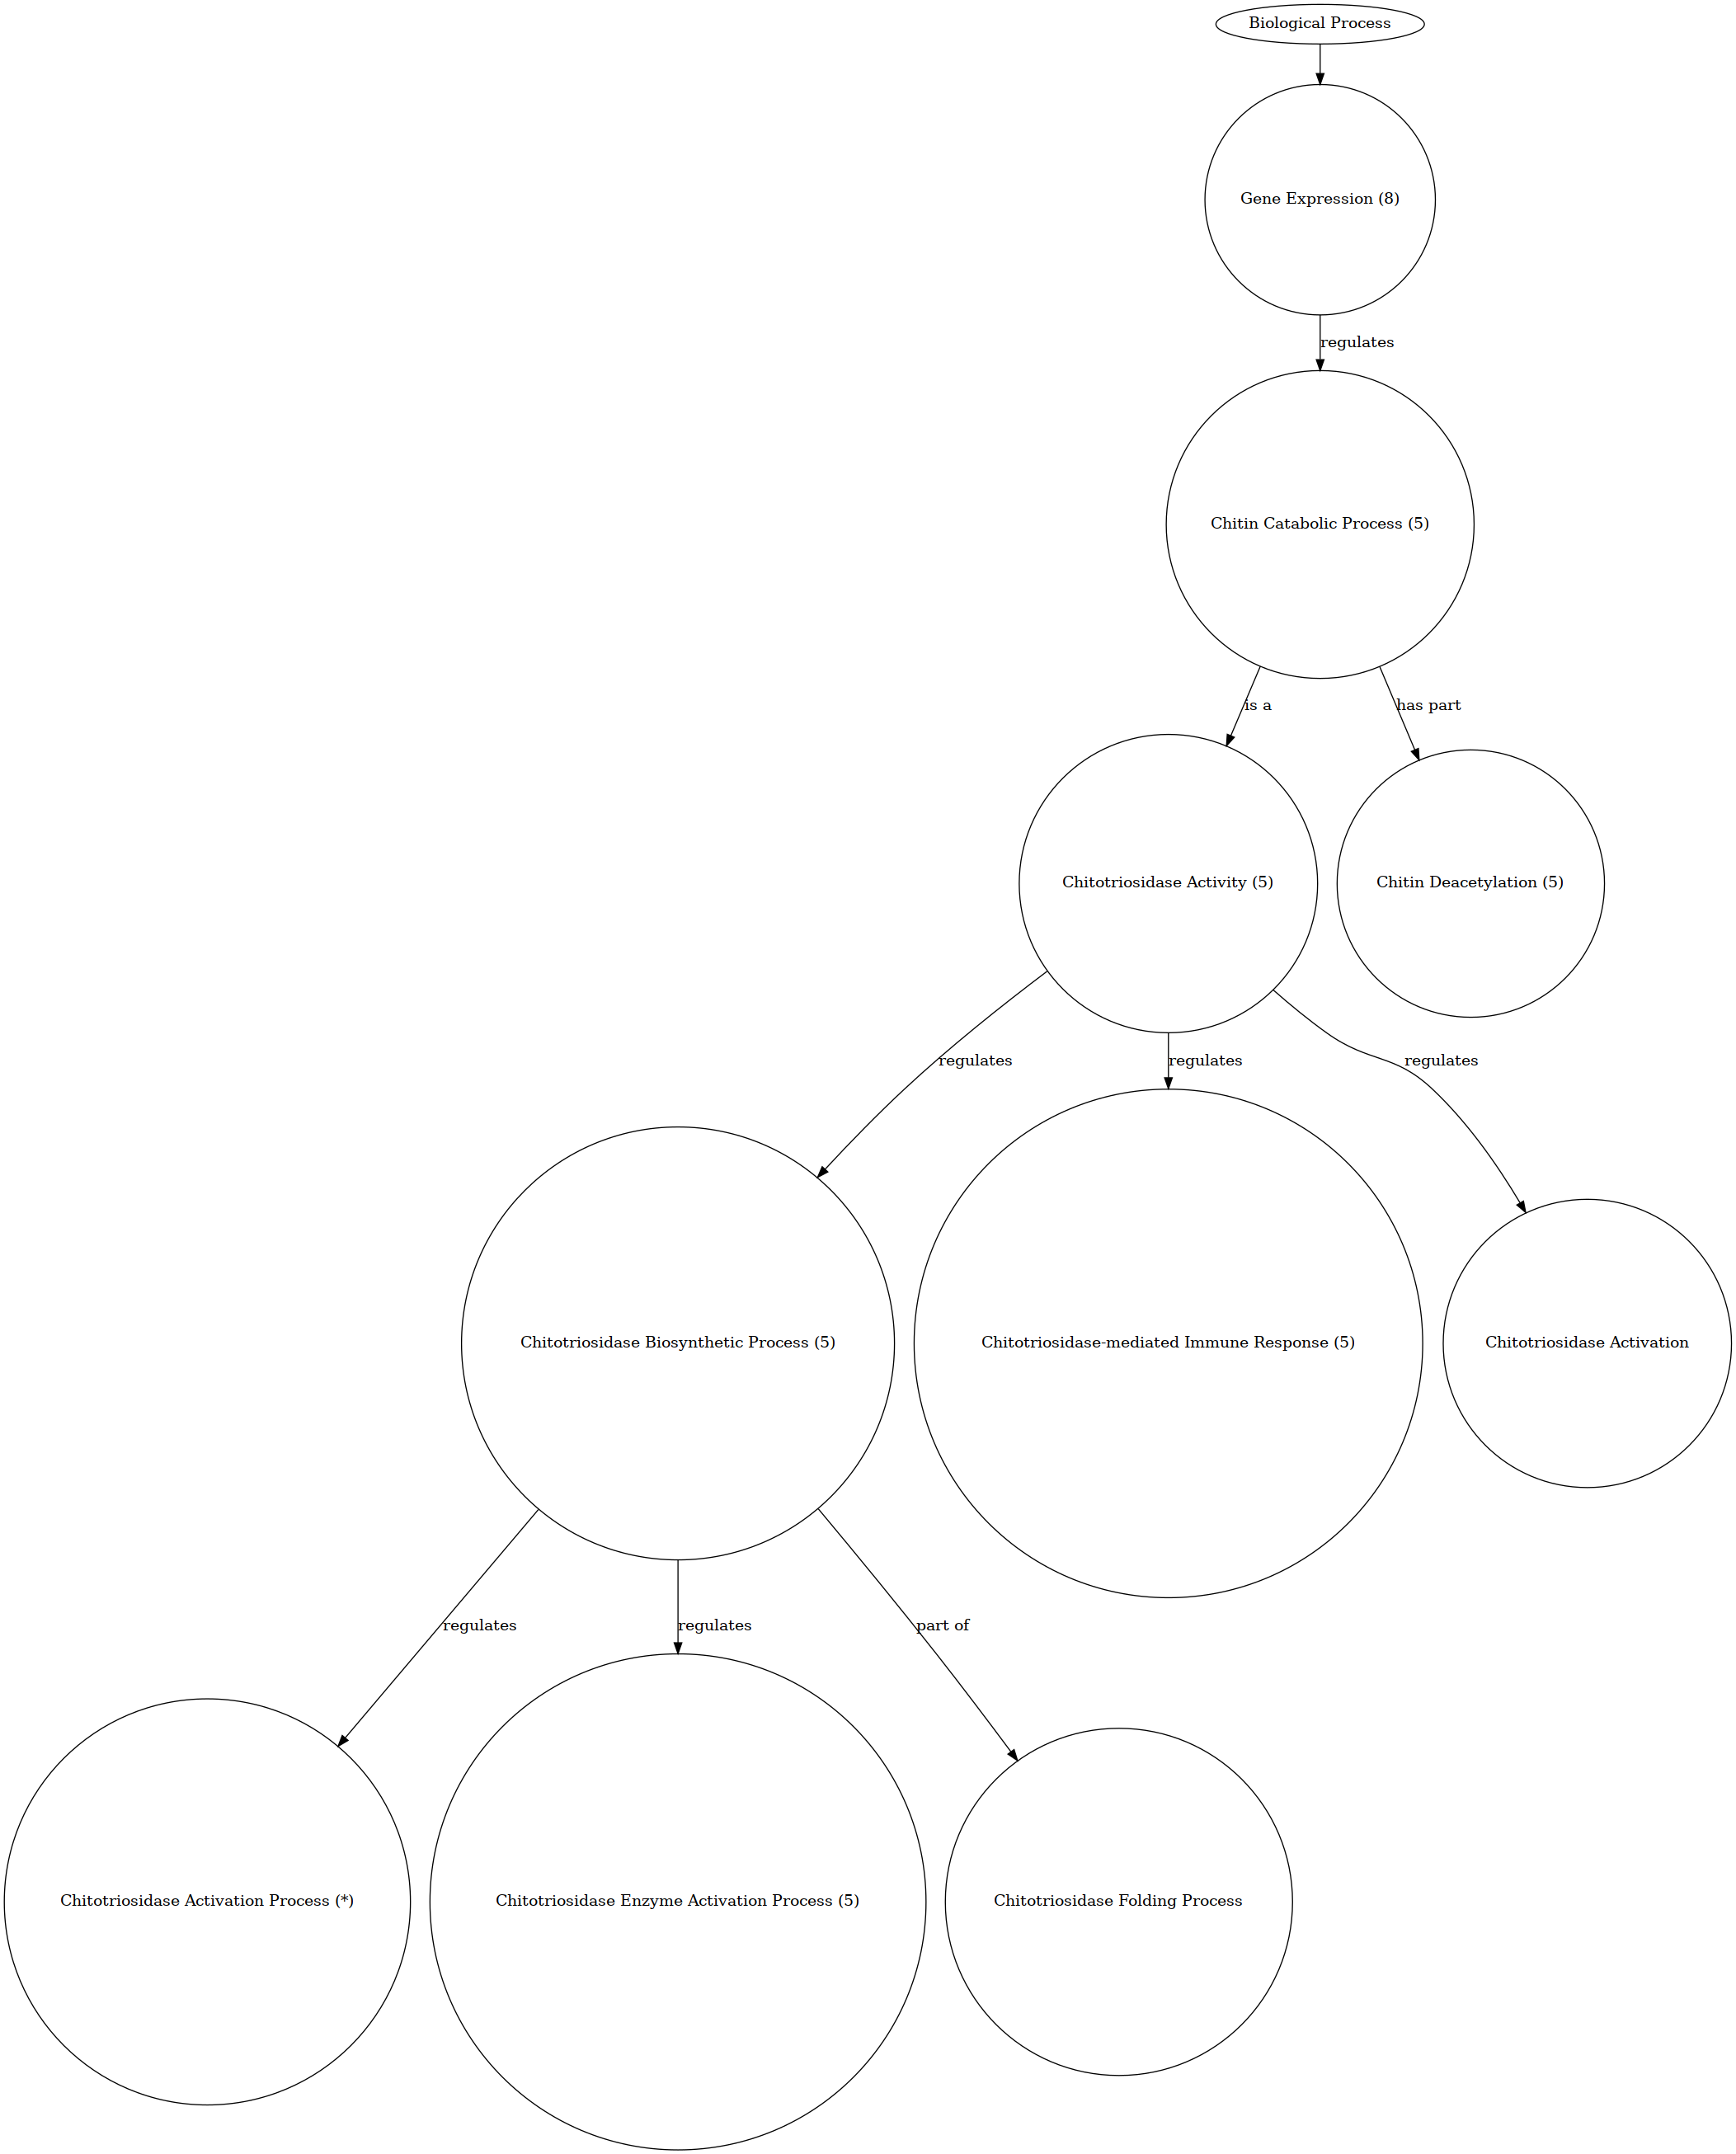 Biological Process
Gene Expression (8)
regulates
Chitin Catabolic Process (5)
is a
has part
Chitotriosidase Activity (5)
Chitin Deacetylation (5)
regulates
regulates
regulates
Chitotriosidase Biosynthetic Process (5)
Chitotriosidase-mediated Immune Response (5)
Chitotriosidase Activation
regulates
regulates
part of
Chitotriosidase Activation Process (*)
Chitotriosidase Enzyme Activation Process (5)
Chitotriosidase Folding Process